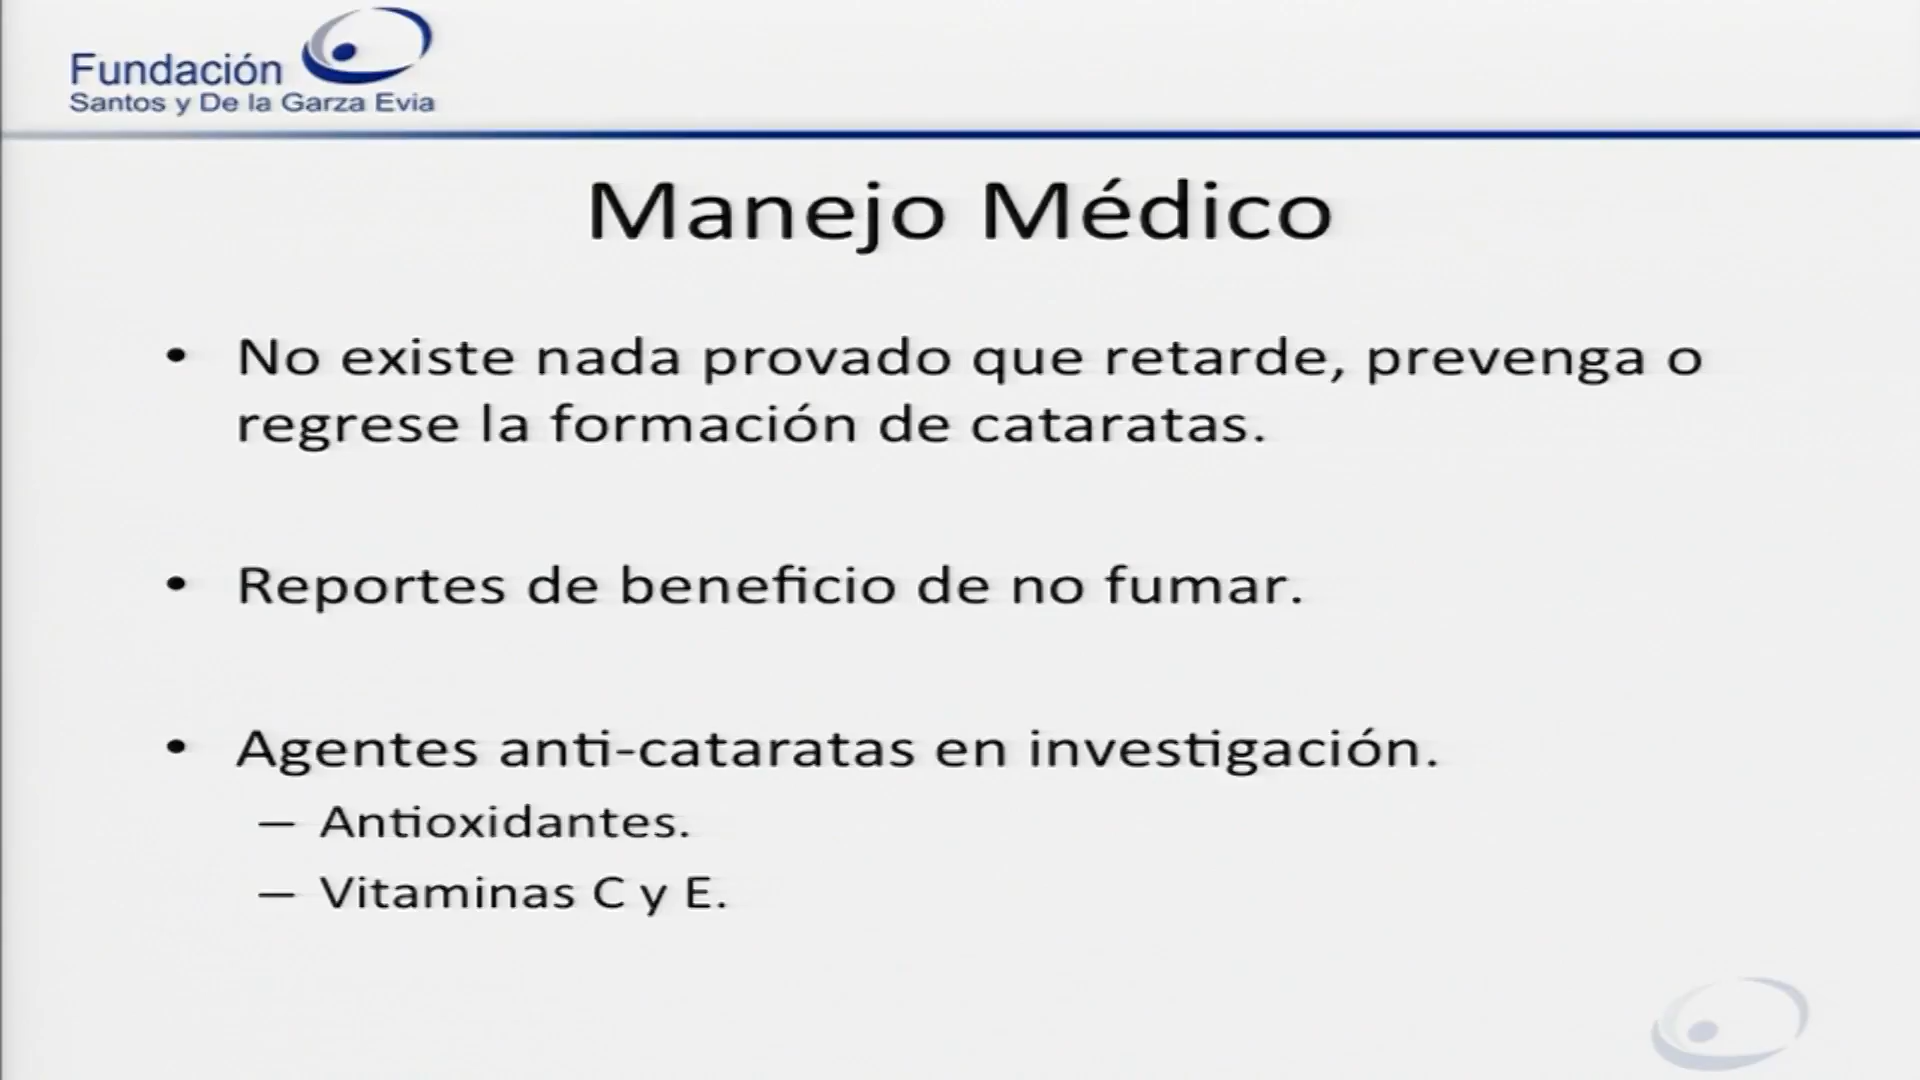 Fundación
Santos y De la Garza Evia
Manejo Médico
• No existe nada provado que retarde, prevenga o
regrese la formación de cataratas.
• Reportes de beneficio de no fumar.
• Agentes anti-cataratas en investigación.
– Antioxidantes.
– Vitaminas C y E.